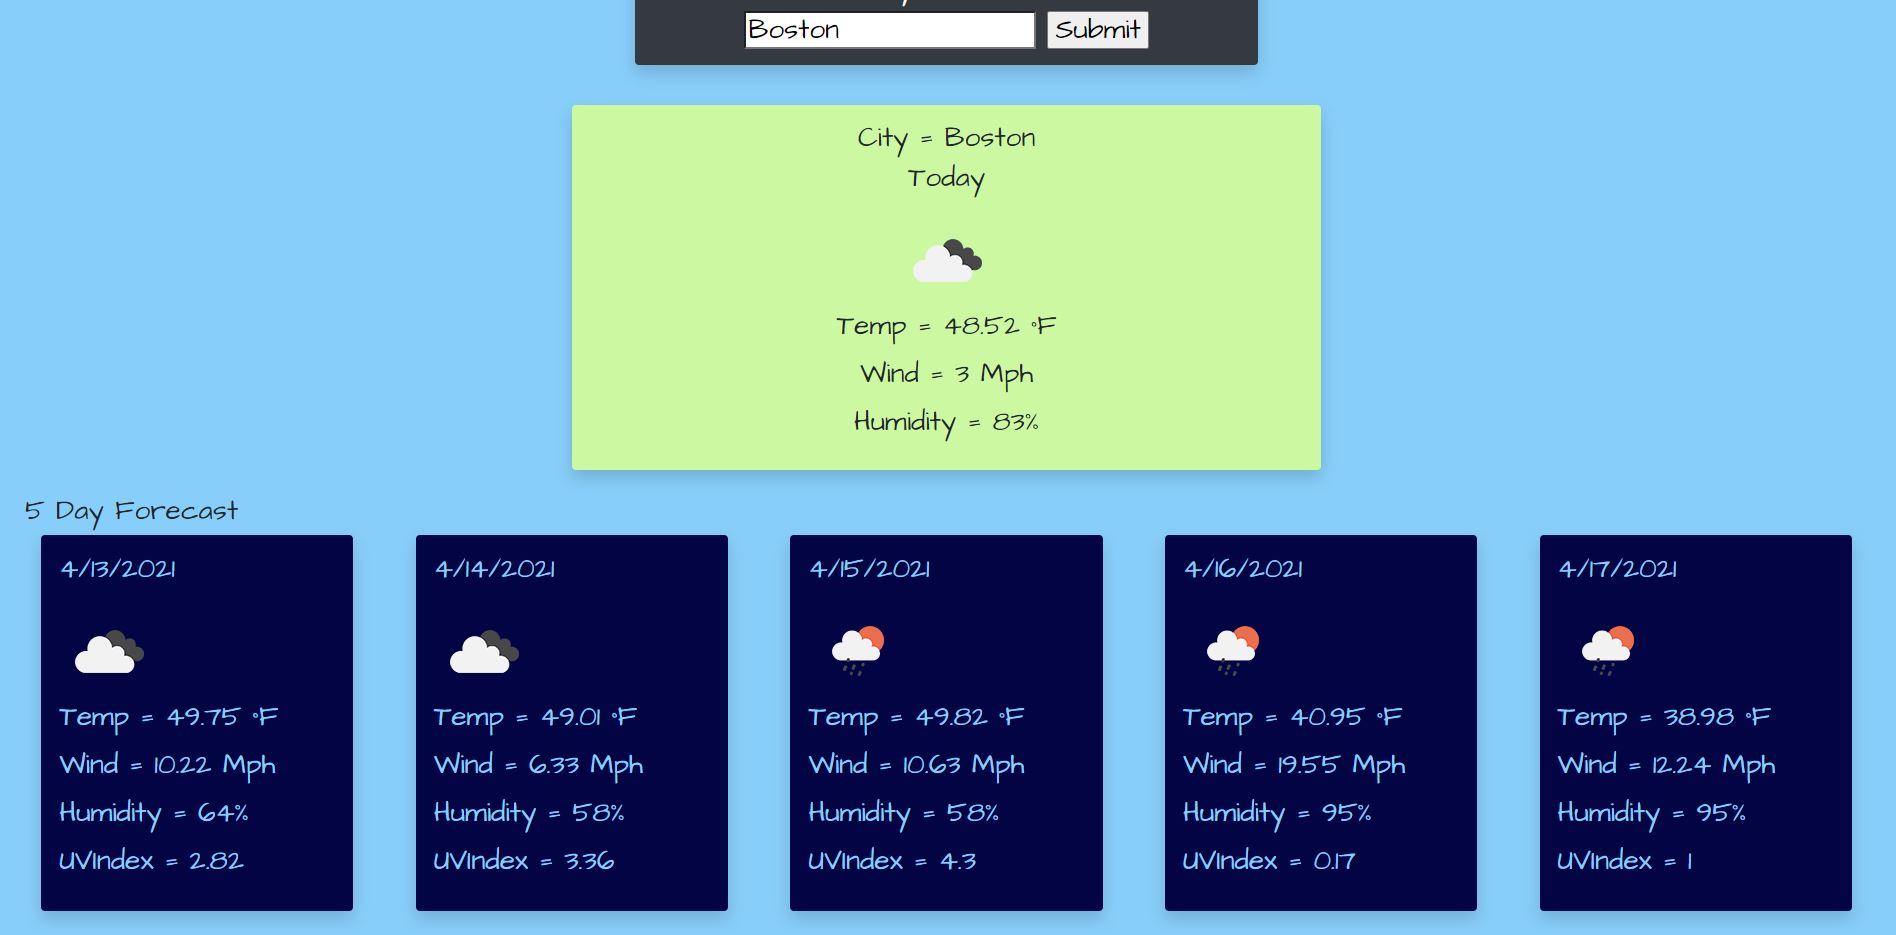 Boston Submit
City = Boston
Today
Temp = 48.52 °F
Wind = 3 Mph
Humidity = 83%
5 Day Forecast
4/13/2021
Temp = 49.75 °F
Wind = 10.22 Mph
Humidity = 64%
UVIndex = 2.82
4/14/2021
Temp = 49.01 °F
Wind = 6.33 Mph
Humidity = 58%
UVIndex = 3.36
4/15/2021
Temp = 49.82 °F
Wind = 10.63 Mph
Humidity = 58%
UVIndex = 4.3
4/16/2021
Temp = 40.95 °F
Wind = 19.55 Mph
Humidity = 95%
UVIndex = 0.17
4/17/2021
Temp = 38.98 °F
Wind = 12.24 Mph
Humidity = 95%
UVIndex = 1